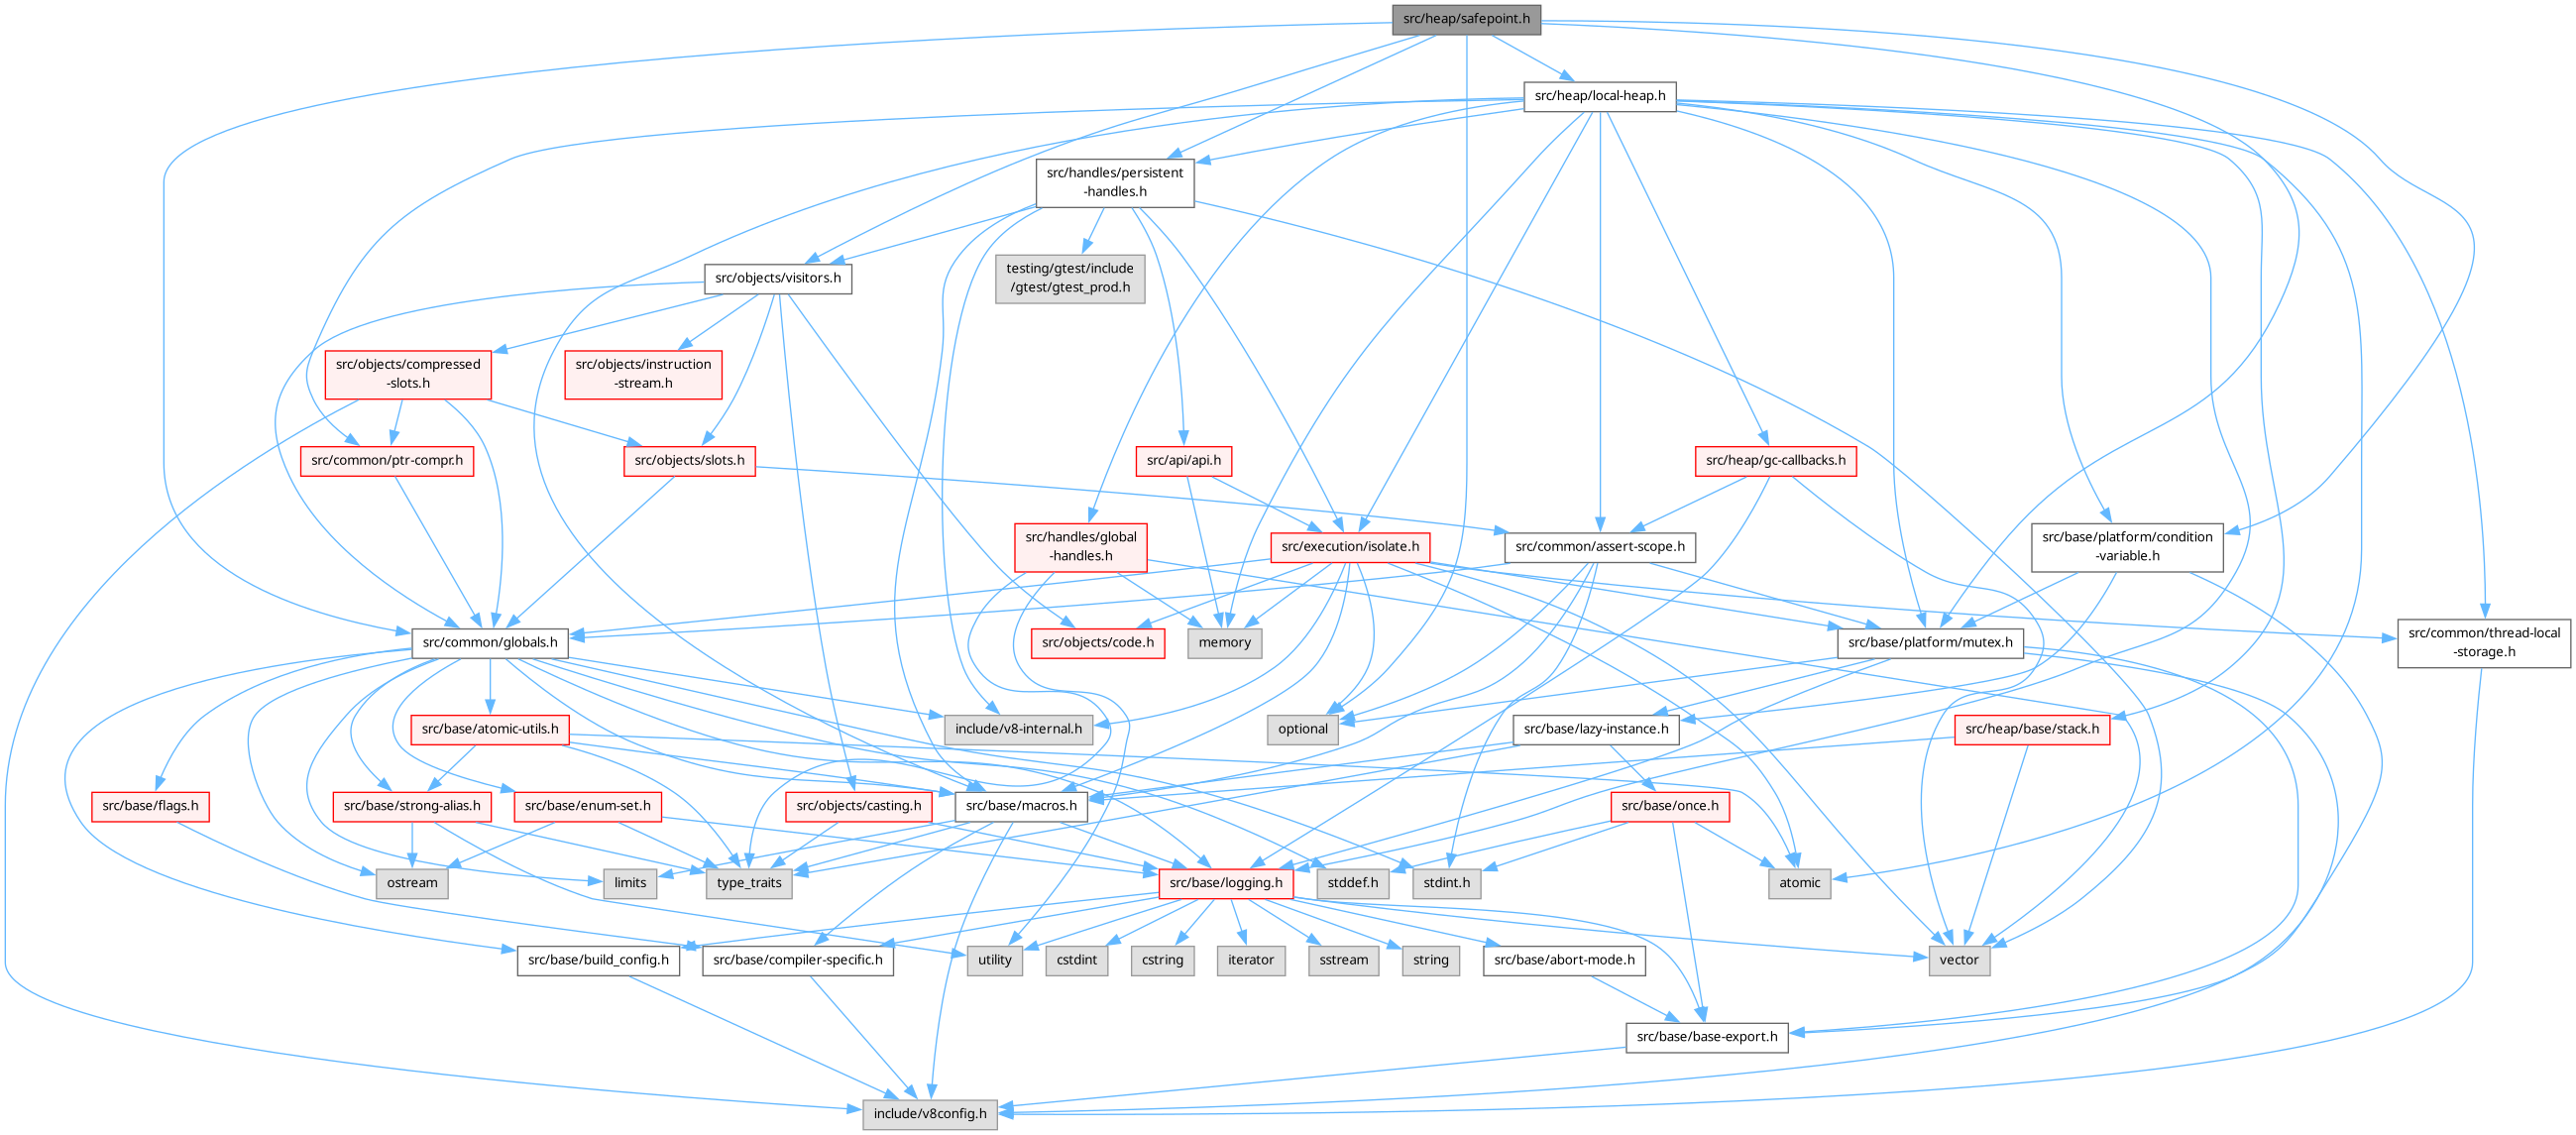 src/heap/safepoint.h
src/heap/local-heap.h
src/handles/persistent
-handles.h
src/objects/visitors.h
testing/gtest/include
/gtest/gtest_prod.h
src/objects/compressed
-slots.h
src/objects/instruction
-stream.h
src/common/ptr-compr.h
src/objects/slots.h
src/api/api.h
src/heap/gc-callbacks.h
src/handles/global
-handles.h
src/execution/isolate.h
src/common/assert-scope.h
src/base/platform/condition
-variable.h
src/common/globals.h
src/objects/code.h
memory
src/base/platform/mutex.h
src/common/thread-local
-storage.h
src/base/atomic-utils.h
include/v8-internal.h
optional
src/base/lazy-instance.h
src/heap/base/stack.h
src/base/flags.h
src/base/strong-alias.h
src/base/enum-set.h
src/objects/casting.h
src/base/macros.h
src/base/once.h
ostream
limits
type_traits
src/base/logging.h
stddef.h
stdint.h
atomic
src/base/build_config.h
src/base/compiler-specific.h
utility
cstdint
cstring
iterator
sstream
string
src/base/abort-mode.h
vector
src/base/base-export.h
include/v8config.h